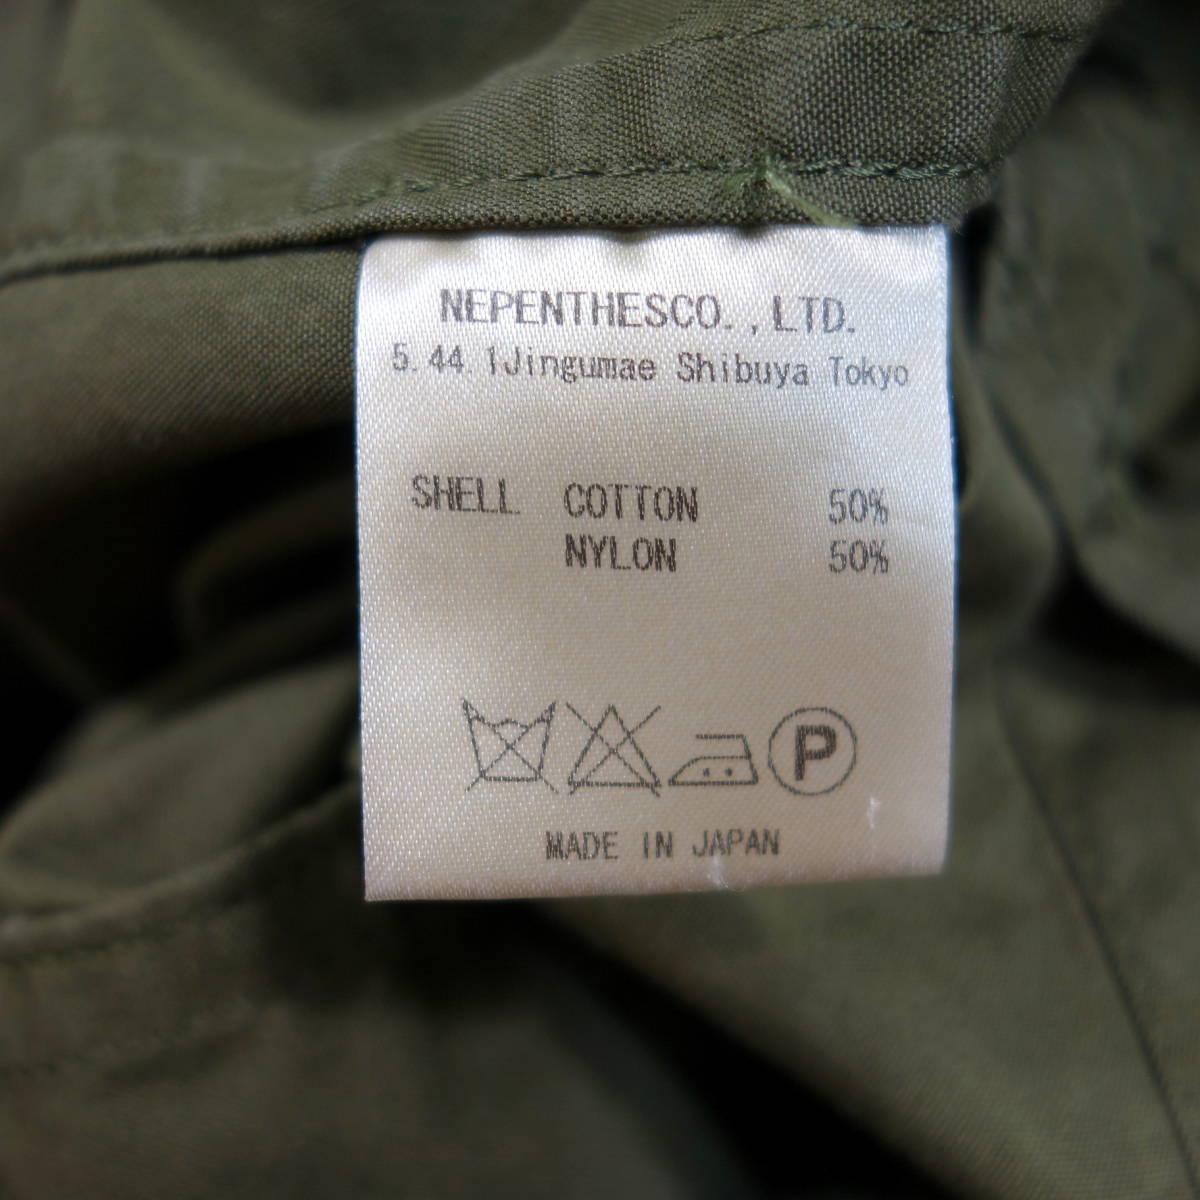 NEPENTHESCO.,LTD.
5.44.1Jingumae Shibuya Tokyo
SHELL COTTON 50%
NYLON 50%
P
MADE IN JAPAN